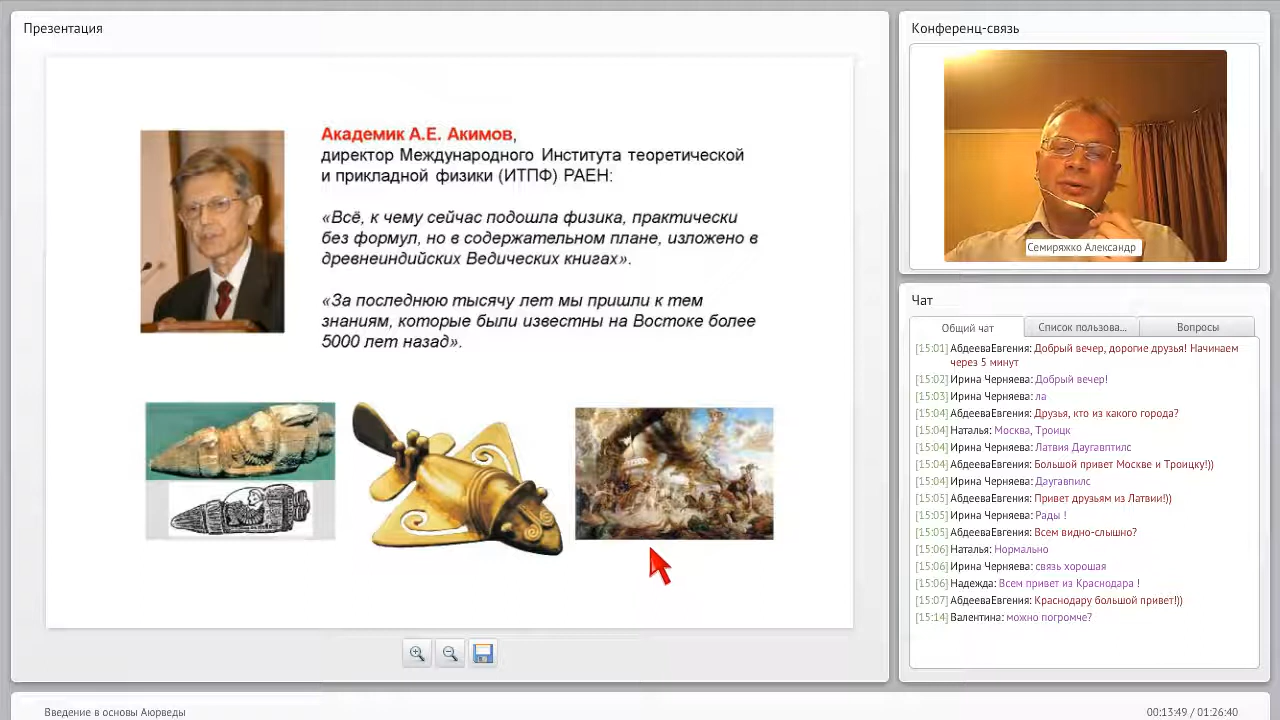 Презентация
Академик А.Е. Акимов,
директор Международного Института теоретической
и прикладной физики (ИТПФ) РАЕН:
«Всё, к чему сейчас подошла физика, практически
без формул, но в содержательном плане, изложено в
древнеиндийских Ведических книгах».
«За последнюю тысячу лет мы пришли к тем
знаниям, которые были известны на Востоке более
5000 лет назад».
Конференц-связь
Семиряжко Александр
Чат
Общий чат
Список пользова...
Вопросы
[15:01] АбдееваЕвгения: Добрый вечер, дорогие друзья! Начинаем
через 5 минут
[15:02] Ирина Черняева: Добрый вечер!
[15:03] Ирина Черняева: ла
[15:04] АбдееваЕвгения: Друзья, кто из какого города?
[15:04] Наталья: Москва, Троицк
[15:04] Ирина Черняева: Латвия Даугавптилс
[15:04] АбдееваЕвгения: Большой привет Москве и Троицку!))
[15:04] Ирина Черняева: Даугавпилс
[15:05] АбдееваЕвгения: Привет друзьям из Латвии!))
[15:05] Ирина Черняева: Рады !
[15:05] АбдееваЕвгения: Всем видно-слышно?
[15:06] Наталья: Нормально
[15:06] Ирина Черняева: связь хорошая
[15:06] Надежда: Всем привет из Краснодара !
[15:07] АбдееваЕвгения: Краснодару большой привет!))
[15:14] Валентина: можно погромче?
Введение в основы Аюрведы
00:13:49 / 01:26:40